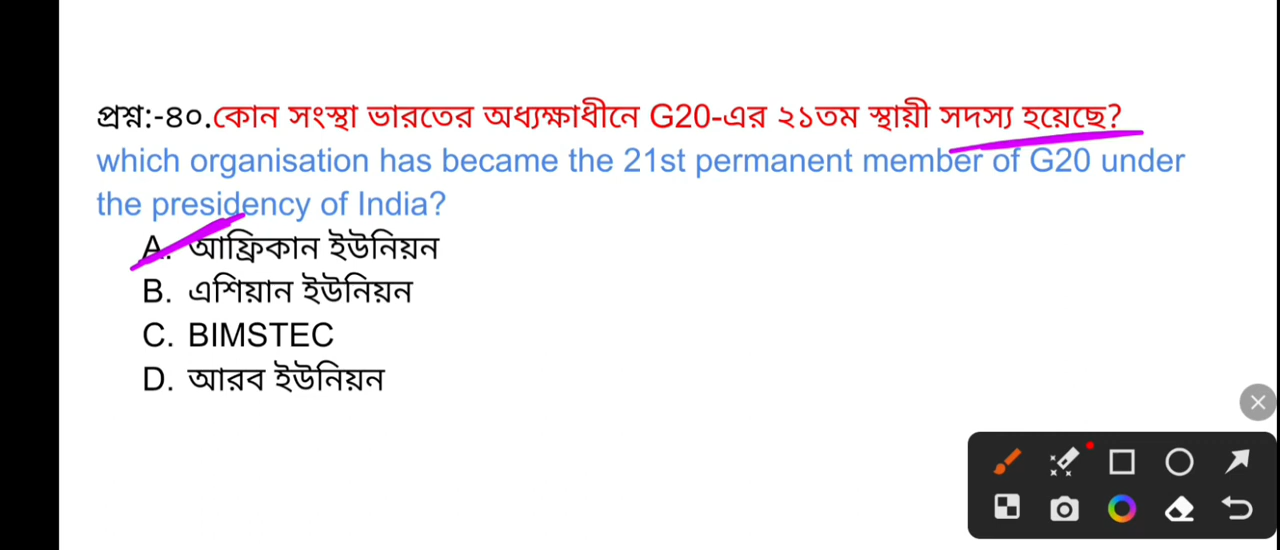 প্রশ্ন:-৪০.কোন সংস্থা ভারতের অধ্যক্ষাধীনে G20-এর ২১তম স্থায়ী সদস্য হয়েছে?
which organisation has became the 21st permanent member of G20 under
the presidency of India?
A. আফ্রিকান ইউনিয়ন
B. এশিয়ান ইউনিয়ন
C. BIMSTEC
D. আরব ইউনিয়ন